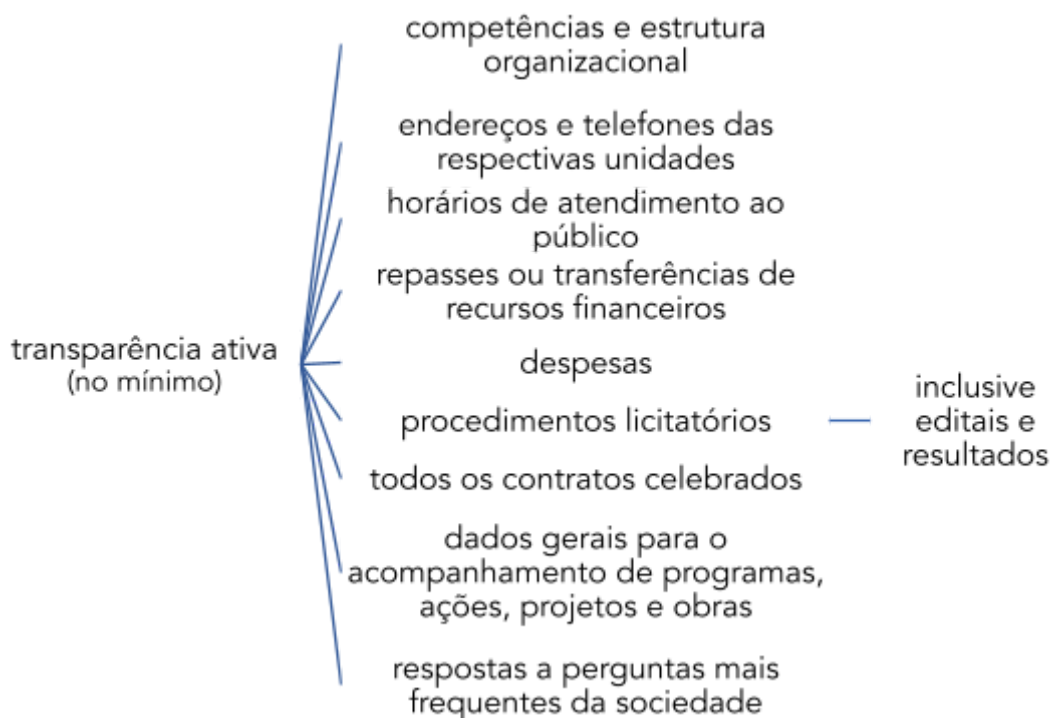 competências e estrutura
organizacional
endereços e telefones das
respectivas unidades
horários de atendimento ao
público
repasses ou transferências de
recursos financeiros
transparência ativa
(no mínimo)
despesas
procedimentos licitatórios
inclusive
editais e
resultados
todos os contratos celebrados
dados gerais para o
acompanhamento de programas,
ações, projetos e obras
respostas a perguntas mais
frequentes da sociedade